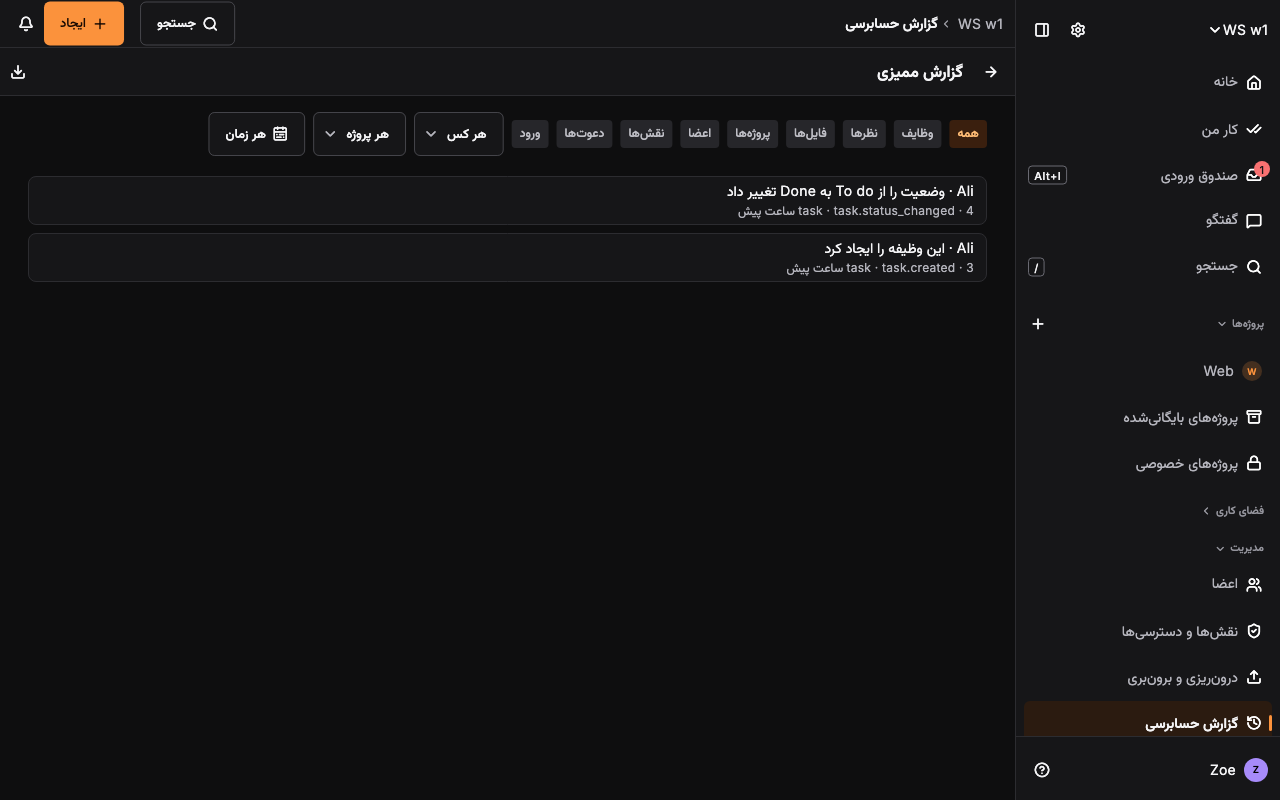 WS w1
خانه
کار من
صندوق ورودی
1
Alt+I
گفتگو
جستجو
/
پروژه‌ها
W
Web
پروژه‌های بایگانی‌شده
پروژه‌های خصوصی
فضای کاری
مدیریت
اعضا
نقش‌ها و دسترسی‌ها
درون‌ریزی و برون‌بری
گزارش حسابرسی
Z
Zoe
WS w1 › گزارش حسابرسی
جستجو
ایجاد
گزارش ممیزی
همه وظایف نظرها فایل‌ها پروژه‌ها اعضا نقش‌ها دعوت‌ها ورود هر کس هر پروژه هر زمان
Ali · وضعیت را از To do به Done تغییر داد
task · task.status_changed · 4 ساعت پیش
Ali · این وظیفه را ایجاد کرد
task · task.created · 3 ساعت پیش